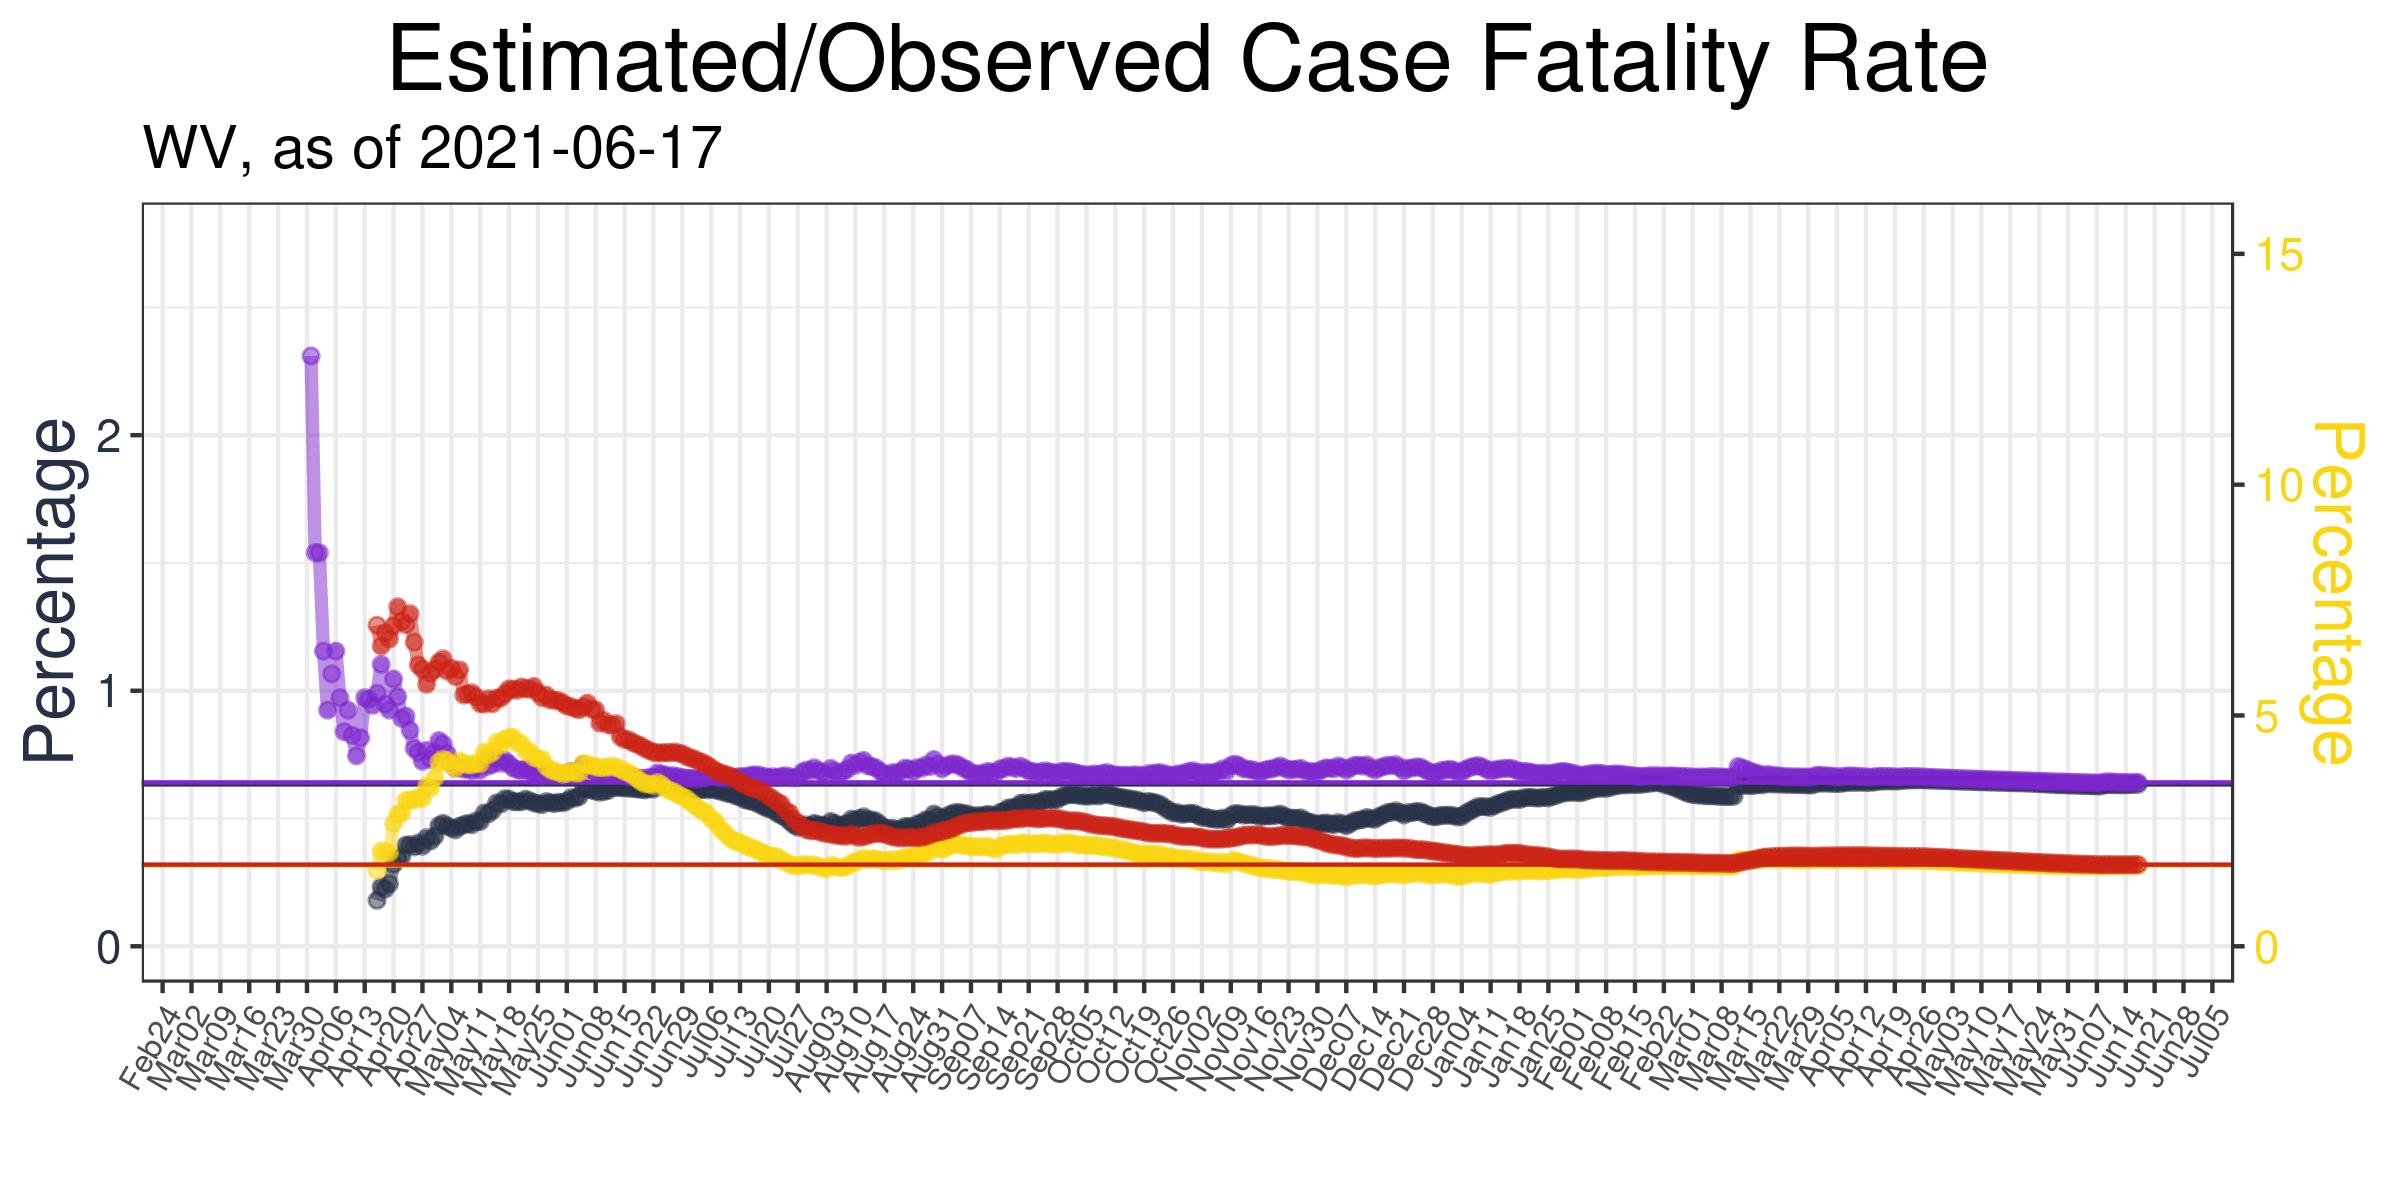 Estimated/Observed Case Fatality Rate
WV, as of 2021-06-17
Percentage
2
1
0
15
10
5
0
Percentage
Feb24
Mar02
Mar09
Mar16
Mar23
Mar30
Apr06
Apr13
Apr20
Apr27
May04
May11
May18
May25
Jun01
Jun08
Jun15
Jun22
Jun29
Jul06
Jul13
Jul20
Jul27
Aug03
Aug10
Aug17
Aug24
Aug31
Sep07
Sep14
Sep21
Sep28
Oct05
Oct12
Oct19
Oct26
Nov02
Nov09
Nov16
Nov23
Nov30
Dec07
Dec14
Dec21
Dec28
Jan04
Jan11
Jan18
Jan25
Feb01
Feb08
Feb15
Feb22
Mar01
Mar08
Mar15
Mar22
Mar29
Apr05
Apr12
Apr19
Apr26
May03
May10
May17
May24
May31
Jun07
Jun14
Jun21
Jun28
Jul05